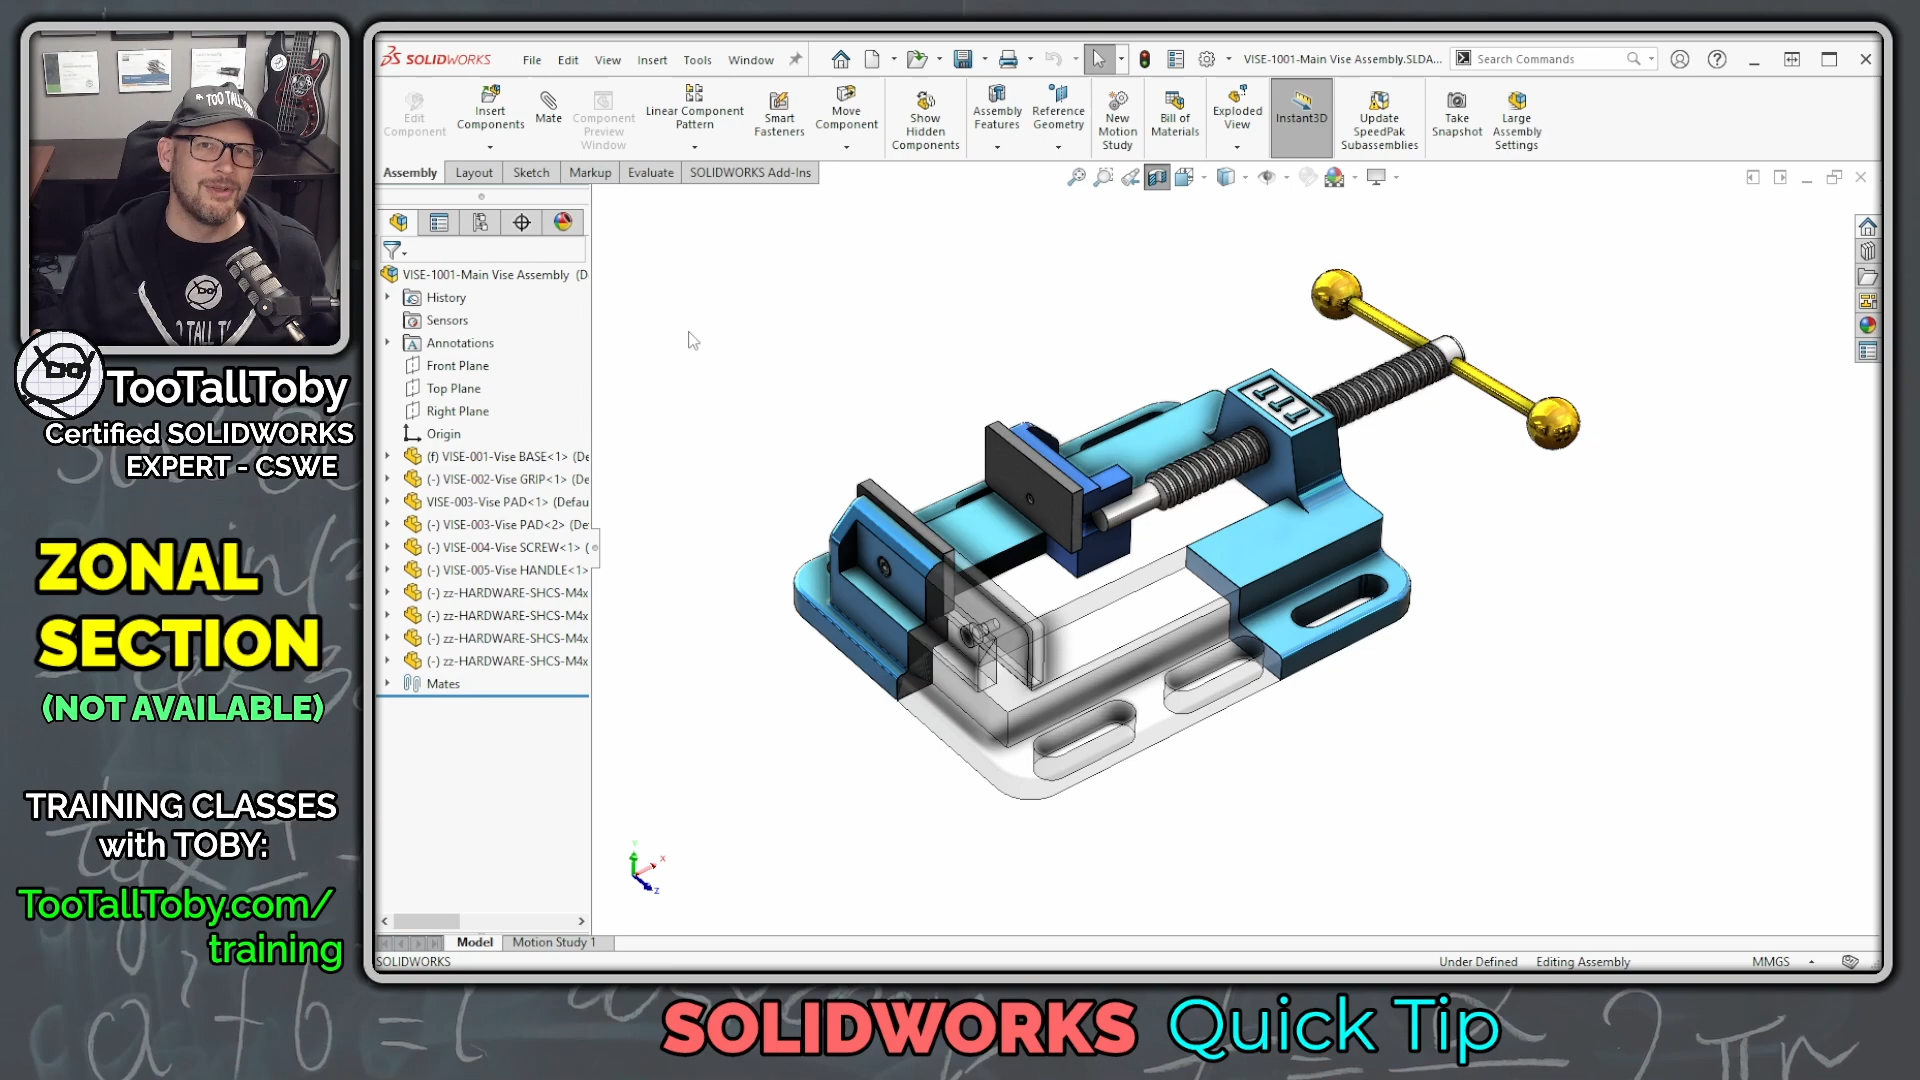 SOLIDWORKS
File Edit View Insert Tools Window
VISE-1001-Main Vise Assembly.SLDA...
Search Commands
Edit Component
Insert Components
Mate
Component Preview Window
Linear Component Pattern
Smart Fasteners
Move Component
Show Hidden Components
Assembly Features
Reference Geometry
New Motion Study
Bill of Materials
Exploded View
Instant3D
Update SpeedPak Subassemblies
Take Snapshot
Large Assembly Settings
Assembly Layout Sketch Markup Evaluate SOLIDWORKS Add-Ins
VISE-1001-Main Vise Assembly (D
History
Sensors
Annotations
Front Plane
Top Plane
Right Plane
Origin
(f) VISE-001-Vise BASE<1> (De
(-) VISE-002-Vise GRIP<1> (De
VISE-003-Vise PAD<1> (Defau
(-) VISE-003-Vise PAD<2> (De
(-) VISE-004-Vise SCREW<1> (
(-) VISE-005-Vise HANDLE<1>
(-) zz-HARDWARE-SHCS-M4x
(-) zz-HARDWARE-SHCS-M4x
(-) zz-HARDWARE-SHCS-M4x
(-) zz-HARDWARE-SHCS-M4x
Mates
TTT
Y
X
Z
Model Motion Study 1
SOLIDWORKS
Under Defined Editing Assembly MMGS
TooTallToby
Certified SOLIDWORKS
EXPERT - CSWE
ZONAL
SECTION
(NOT AVAILABLE)
TRAINING CLASSES
with TOBY:
TooTallToby.com/
training
SOLIDWORKS Quick Tip